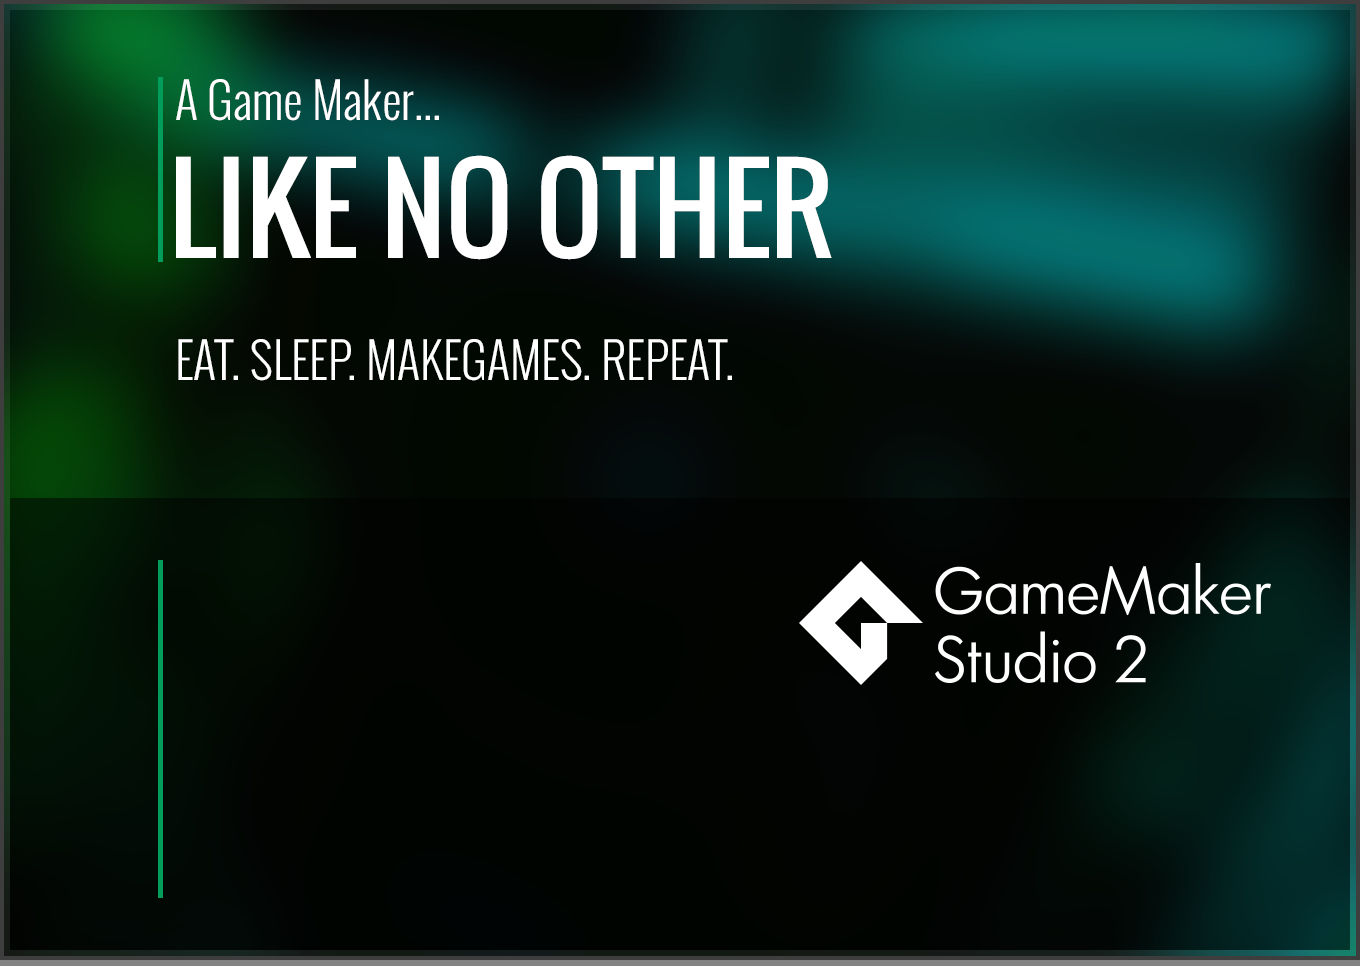 A Game Maker...
LIKE NO OTHER
EAT. SLEEP. MAKEGAMES. REPEAT.
GameMaker
Studio 2